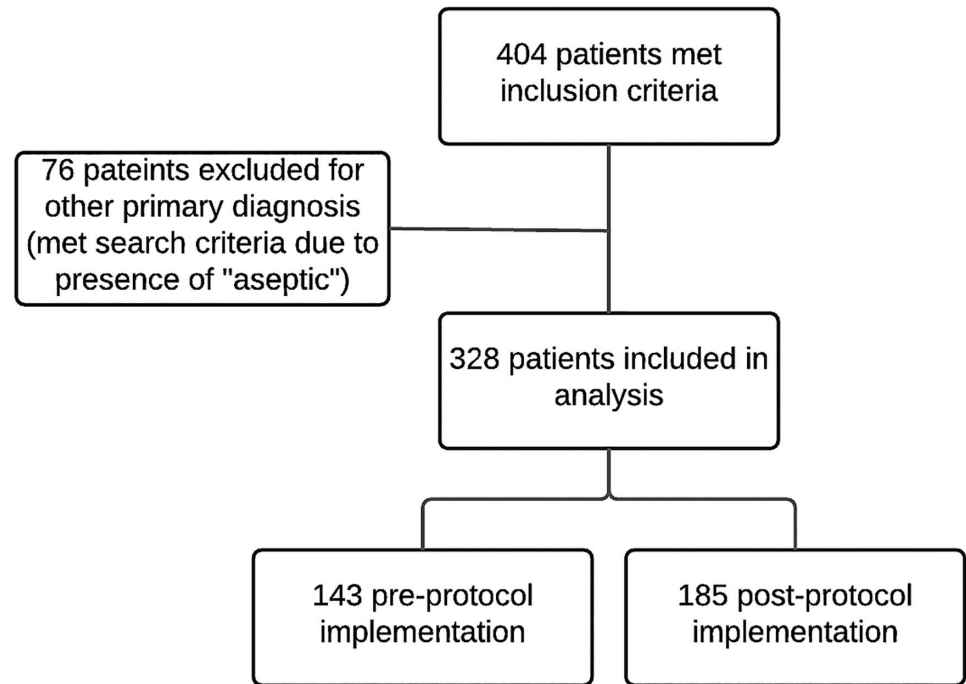 404 patients met
inclusion criteria
76 pateints excluded for
other primary diagnosis
(met search criteria due to
presence of "aseptic")
328 patients included in
analysis
143 pre-protocol
implementation
185 post-protocol
implementation